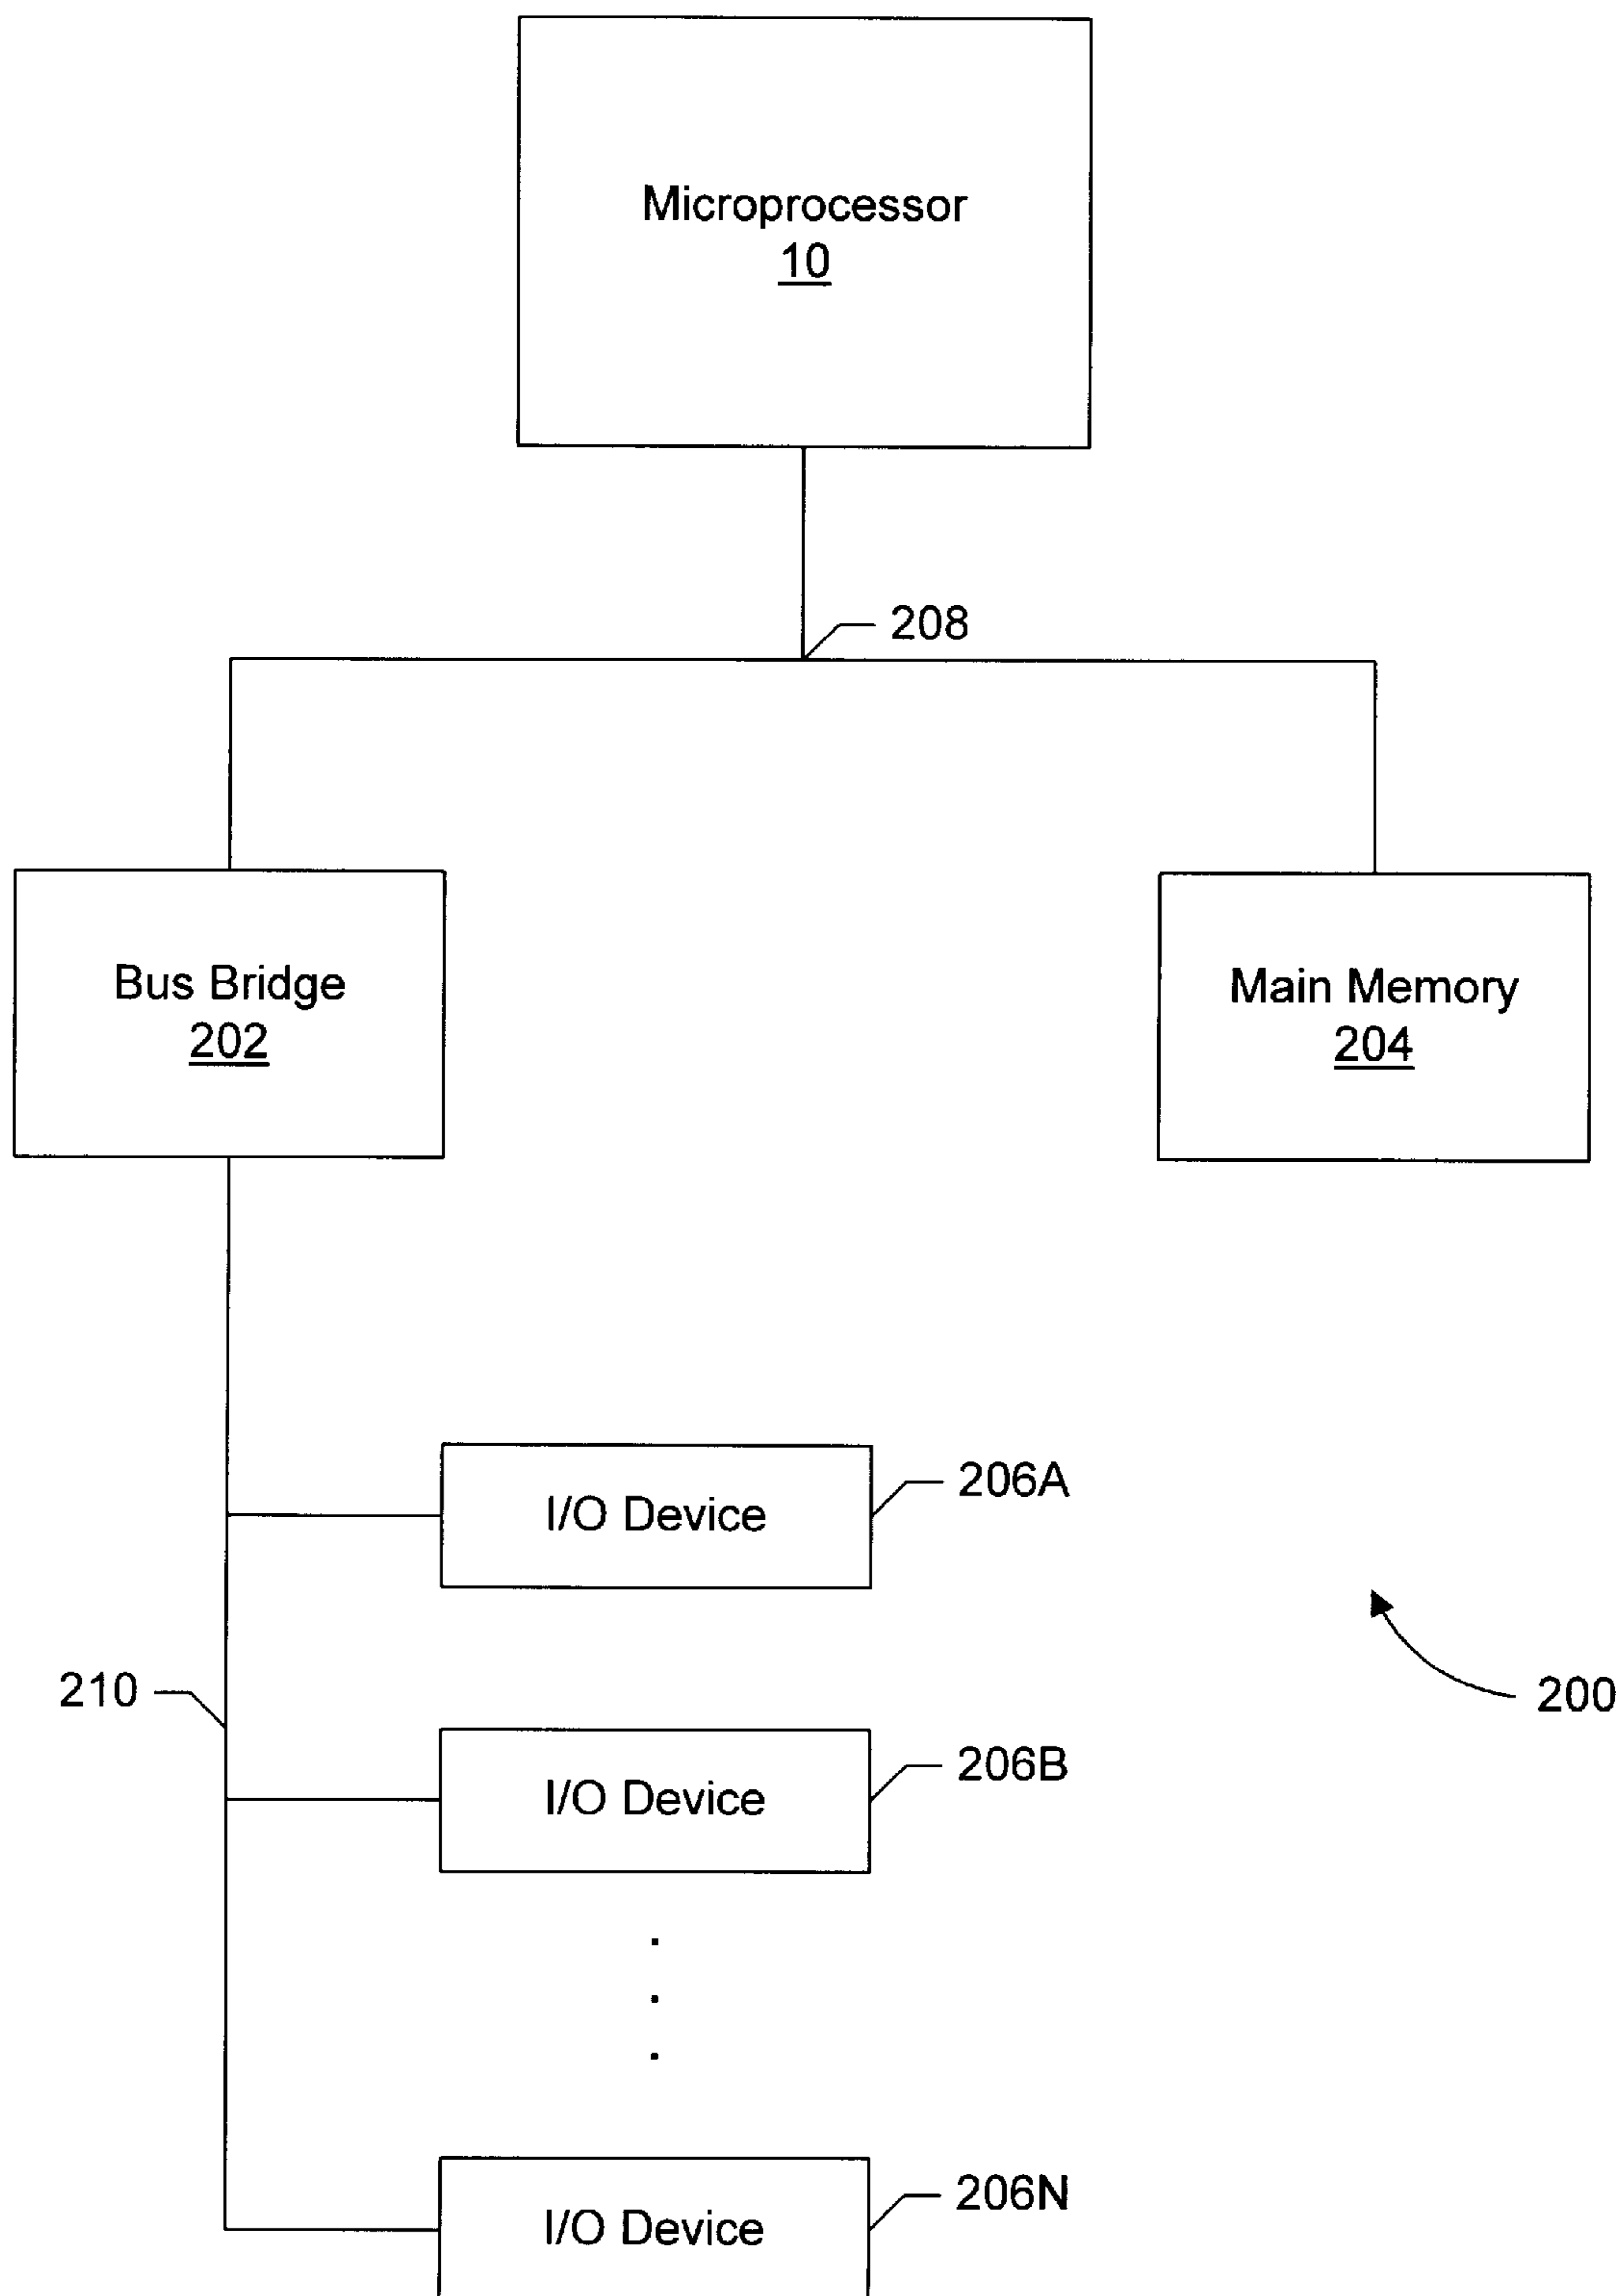 Microprocessor
10
208
Bus Bridge
202
Main Memory
204
I/O Device
206A
210
200
I/O Device
206B
I/O Device
206N